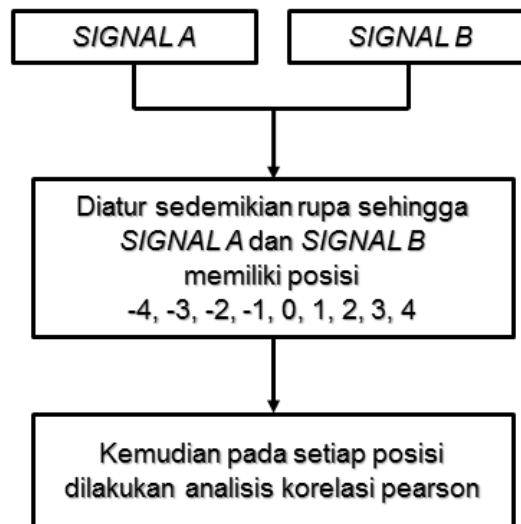 SIGNAL A
SIGNAL B
Diatur sedemikian rupa sehingga
SIGNAL A dan SIGNAL B
memiliki posisi
-4, -3, -2, -1, 0, 1, 2, 3, 4
Kemudian pada setiap posisi
dilakukan analisis korelasi pearson